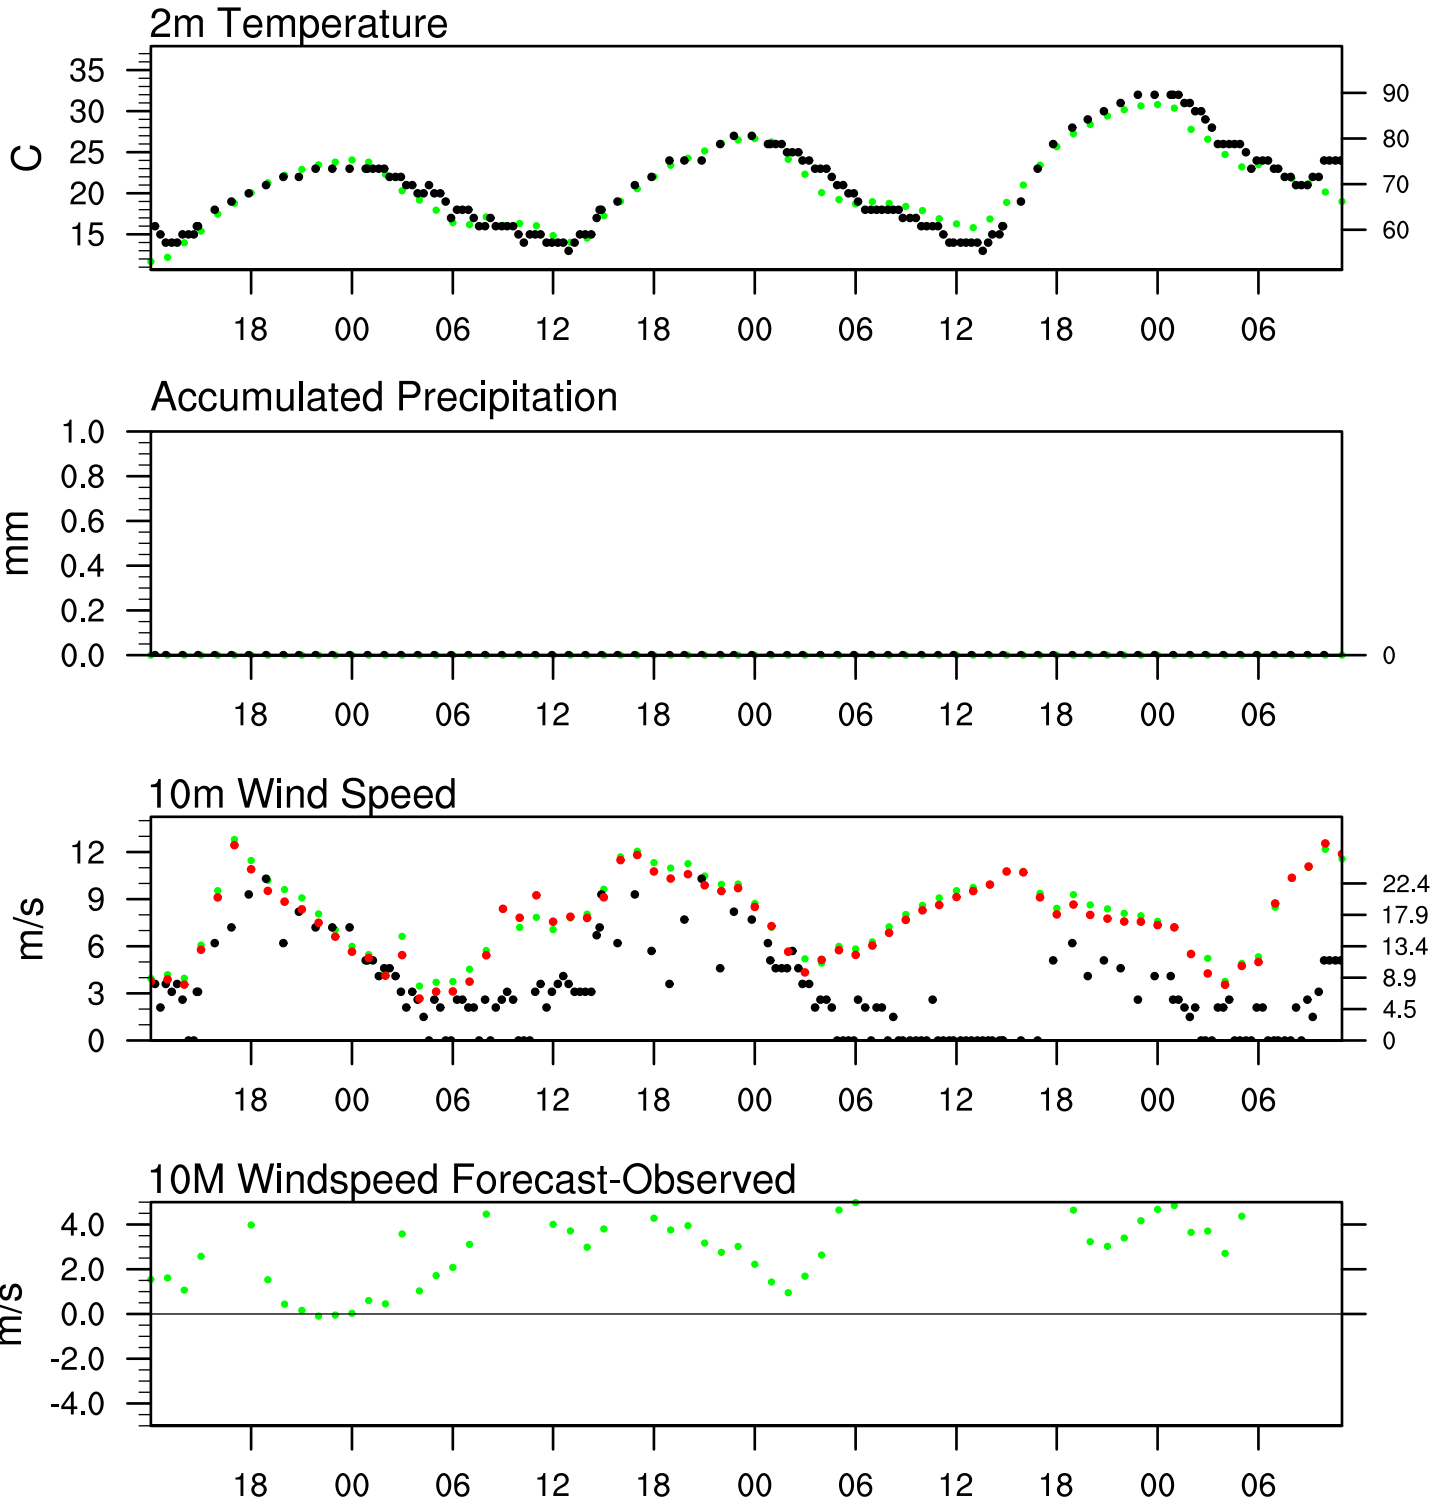 2m Temperature
35
30
25
20
15
C
90
80
70
60
18 00 06 12 18 00 06 12 18 00 06
Accumulated Precipitation
1.0
0.8
0.6
0.4
0.2
0.0
mm
0
18 00 06 12 18 00 06 12 18 00 06
10m Wind Speed
12
9
6
3
0
m/s
22.4
17.9
13.4
8.9
4.5
0
18 00 06 12 18 00 06 12 18 00 06
10M Windspeed Forecast-Observed
4.0
2.0
0.0
-2.0
-4.0
m/s
18 00 06 12 18 00 06 12 18 00 06